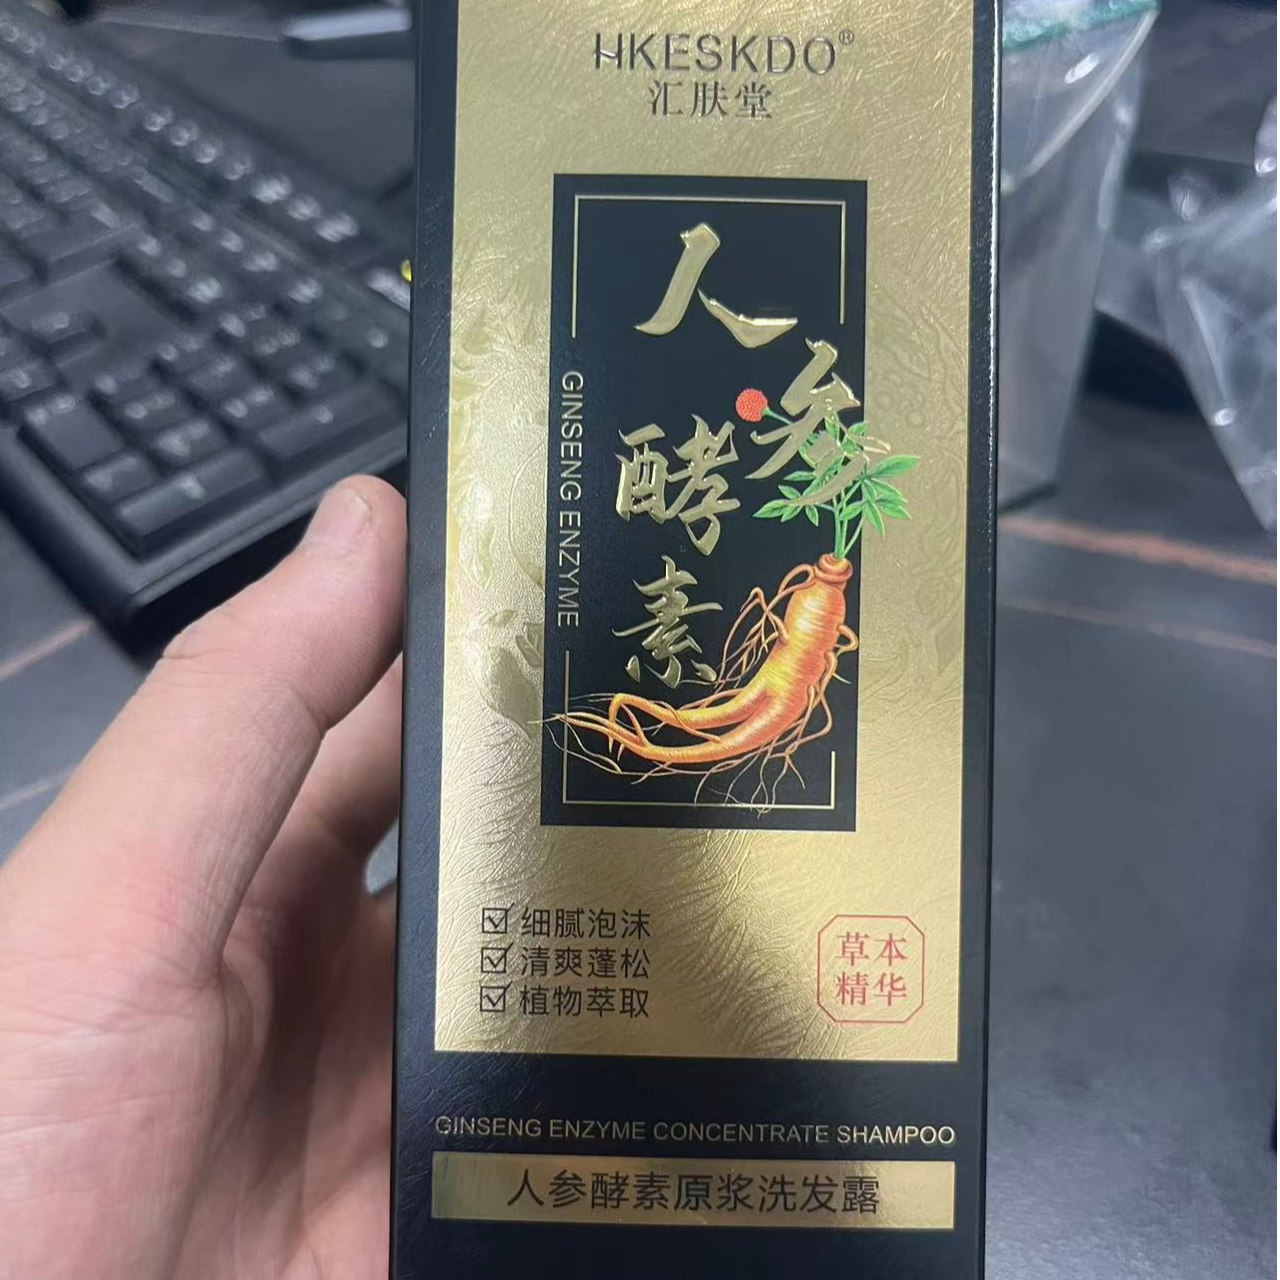 HKESKDO®
汇肤堂
人参
酵素
GINSENG ENZYME
☑ 细腻泡沫
☑ 清爽蓬松
☑ 植物萃取
草本
精华
GINSENG ENZYME CONCENTRATE SHAMPOO
人参酵素原浆洗发露